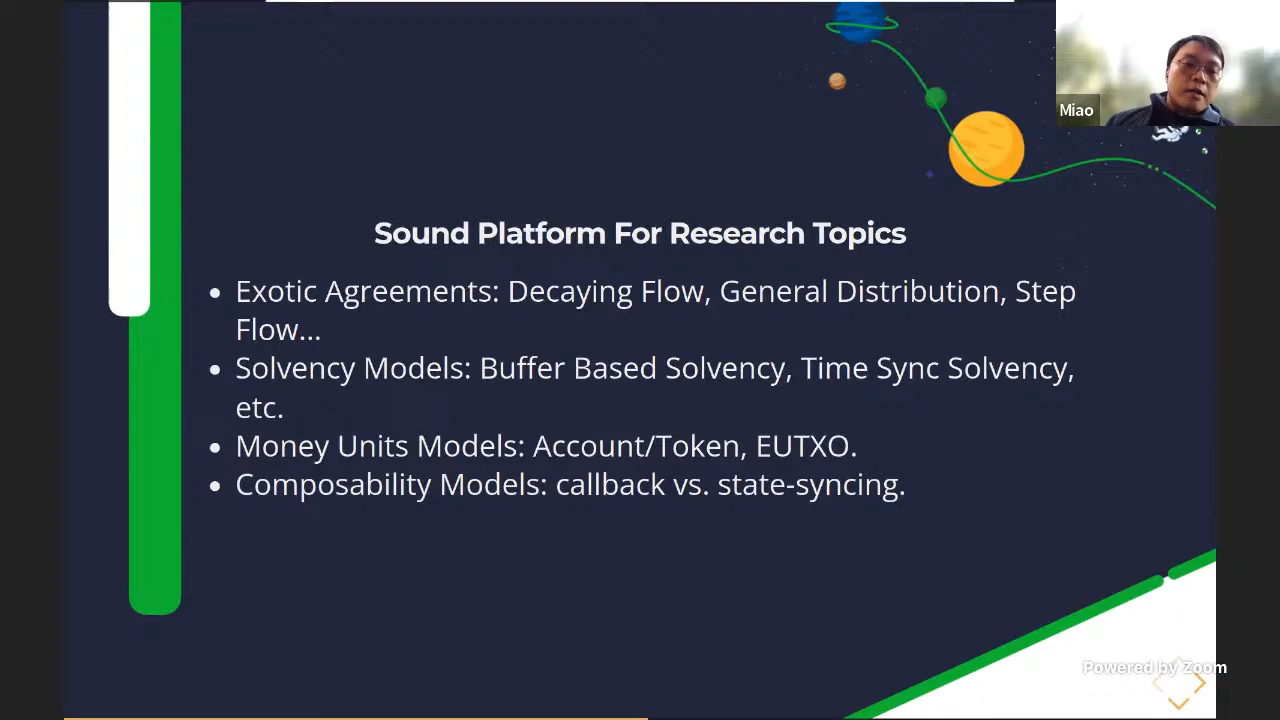 Miao
Sound Platform For Research Topics
• Exotic Agreements: Decaying Flow, General Distribution, Step
Flow...
• Solvency Models: Buffer Based Solvency, Time Sync Solvency,
etc.
• Money Units Models: Account/Token, EUTXO.
• Composability Models: callback vs. state-syncing.
Powered by Zoom